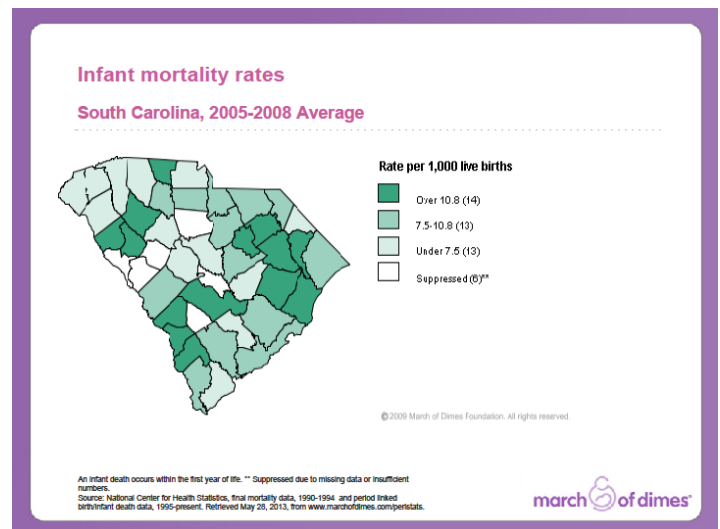 Infant mortality rates
South Carolina, 2005-2008 Average
Rate per 1,000 live births
Over 10.8 (14)
7.5-10.8 (13)
Under 7.5 (13)
Suppressed (6)**
©2009 March of Dimes Foundation. All rights reserved.
An infant death occurs within the first year of life. ** Suppressed due to missing data or insufficient
numbers.
Source: National Center for Health Statistics, final mortality data, 1990-1994 and period linked
birth/infant death data, 1995-present. Retrieved May 28, 2013, from www.marchofdimes.com/peristats.
march of dimes®